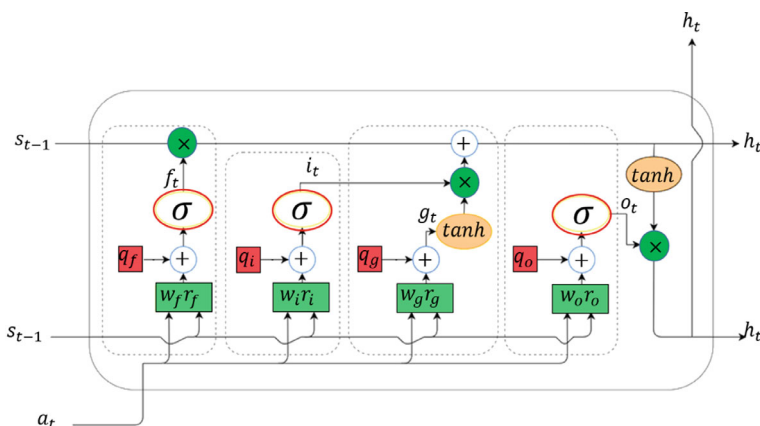 h_t
s_{t-1}
h_t
×
+
f_t
i_t
×
tanh
σ
σ
g_t
tanh
σ
o_t
×
q_f
+
q_i
+
q_g
+
q_o
+
w_f r_f
w_i r_i
w_g r_g
w_o r_o
s_{t-1}
h_t
a_t